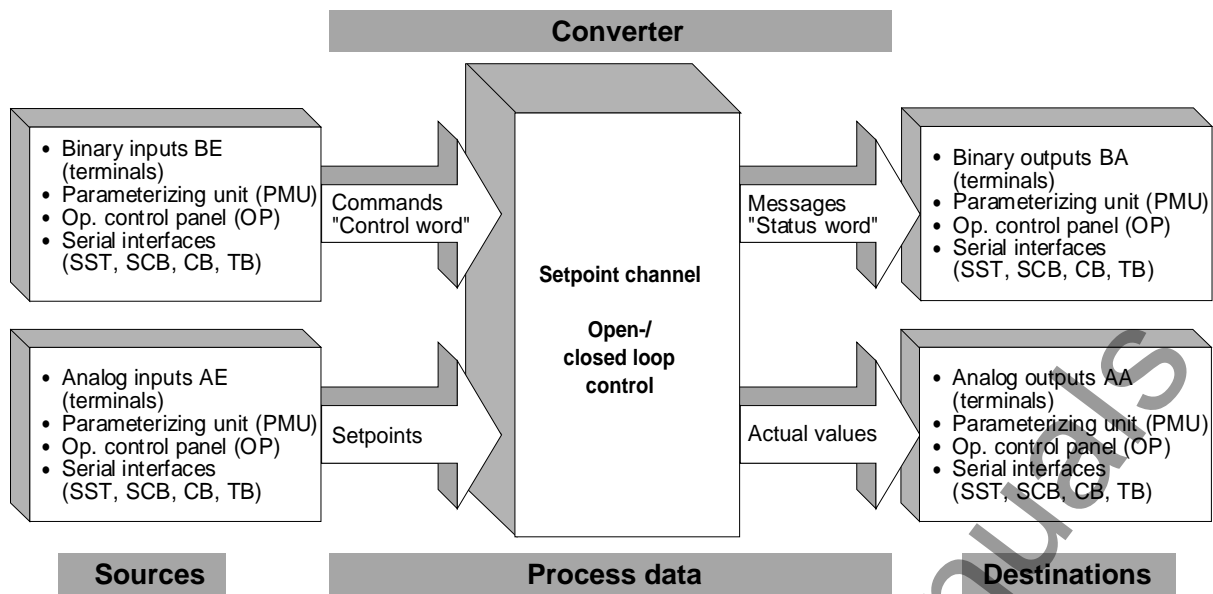 Converter
• Binary inputs BE
(terminals)
• Parameterizing unit (PMU)
• Op. control panel (OP)
• Serial interfaces
(SST, SCB, CB, TB)
Commands
"Control word"
Setpoint channel
Open-/
closed loop
control
Messages
"Status word"
• Binary outputs BA
(terminals)
• Parameterizing unit (PMU)
• Op. control panel (OP)
• Serial interfaces
(SST, SCB, CB, TB)
• Analog inputs AE
(terminals)
• Parameterizing unit (PMU)
• Op. control panel (OP)
• Serial interfaces
(SST, SCB, CB, TB)
Setpoints
Actual values
• Analog outputs AA
(terminals)
• Parameterizing unit (PMU)
• Op. control panel (OP)
• Serial interfaces
(SST, SCB, CB, TB)
Sources
Process data
Destinations